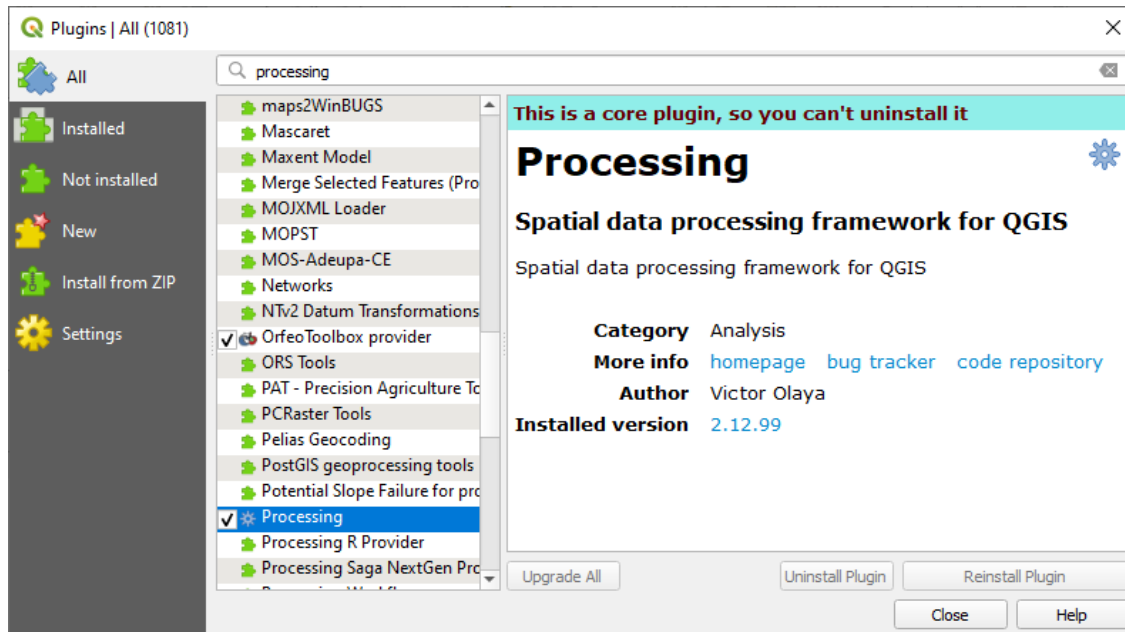 Plugins | All (1081)
All
Installed
Not installed
New
Install from ZIP
Settings
processing
maps2WinBUGS
Mascaret
Maxent Model
Merge Selected Features (Pro
MOJXML Loader
MOPST
MOS-Adeupa-CE
Networks
NTv2 Datum Transformations
OrfeoToolbox provider
ORS Tools
PAT - Precision Agriculture To
PCRaster Tools
Pelias Geocoding
PostGIS geoprocessing tools
Potential Slope Failure for pro
Processing
Processing R Provider
Processing Saga NextGen Pro
This is a core plugin, so you can't uninstall it
Processing
Spatial data processing framework for QGIS
Spatial data processing framework for QGIS
Category Analysis
More info homepage bug tracker code repository
Author Victor Olaya
Installed version 2.12.99
Upgrade All Uninstall Plugin Reinstall Plugin
Close Help